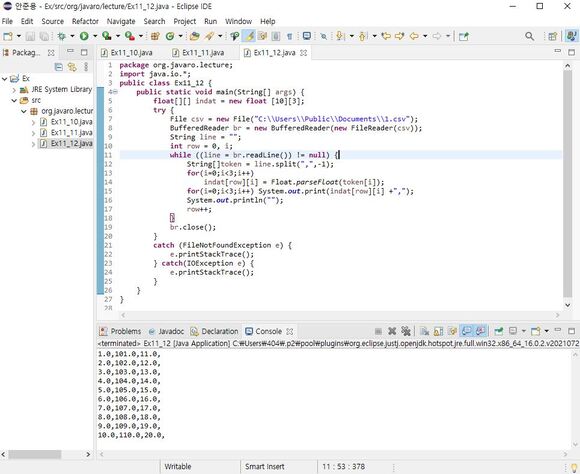 안준용 - Ex/src/org/javaro/lecture/Ex11_12.java - Eclipse IDE
File Edit Source Refactor Navigate Search Project Run Window Help
Packag...
Ex11_10.java Ex11_11.java Ex11_12.java
Ex
JRE System Library
src
org.javaro.lecture
Ex11_10.java
Ex11_11.java
Ex11_12.java
1 package org.javaro.lecture;
2 import java.io.*;
3 public class Ex11_12 {
4 public static void main(String[] args) {
5 float[][] indat = new float [10][3];
6 try {
7 File csv = new File("C:\\Users\\Public\\Documents\\1.csv");
8 BufferedReader br = new BufferedReader(new FileReader(csv));
9 String line = "";
10 int row = 0, i;
11 while ((line = br.readLine()) != null) {
12 String[]token = line.split(",",-1);
13 for(i=0;i<3;i++)
14 indat[row][i] = Float.parseFloat(token[i]);
15 for(i=0;i<3;i++) System.out.print(indat[row][i] +",");
16 System.out.println("");
17 row++;
18 }
19 br.close();
20 }
21 catch (FileNotFoundException e) {
22 e.printStackTrace();
23 } catch(IOException e) {
24 e.printStackTrace();
25 }
26 }
27 }
28
Problems Javadoc Declaration Console
<terminated> Ex11_12 [Java Application] C:\Users\404\.p2\pool\plugins\org.eclipse.justj.openjdk.hotspot.jre.full.win32.x86_64_16.0.2.v2021072
1.0,101.0,11.0,
2.0,102.0,12.0,
3.0,103.0,13.0,
4.0,104.0,14.0,
5.0,105.0,15.0,
6.0,106.0,16.0,
7.0,107.0,17.0,
8.0,108.0,18.0,
9.0,109.0,19.0,
10.0,110.0,20.0,
Writable Smart Insert 11 : 53 : 378